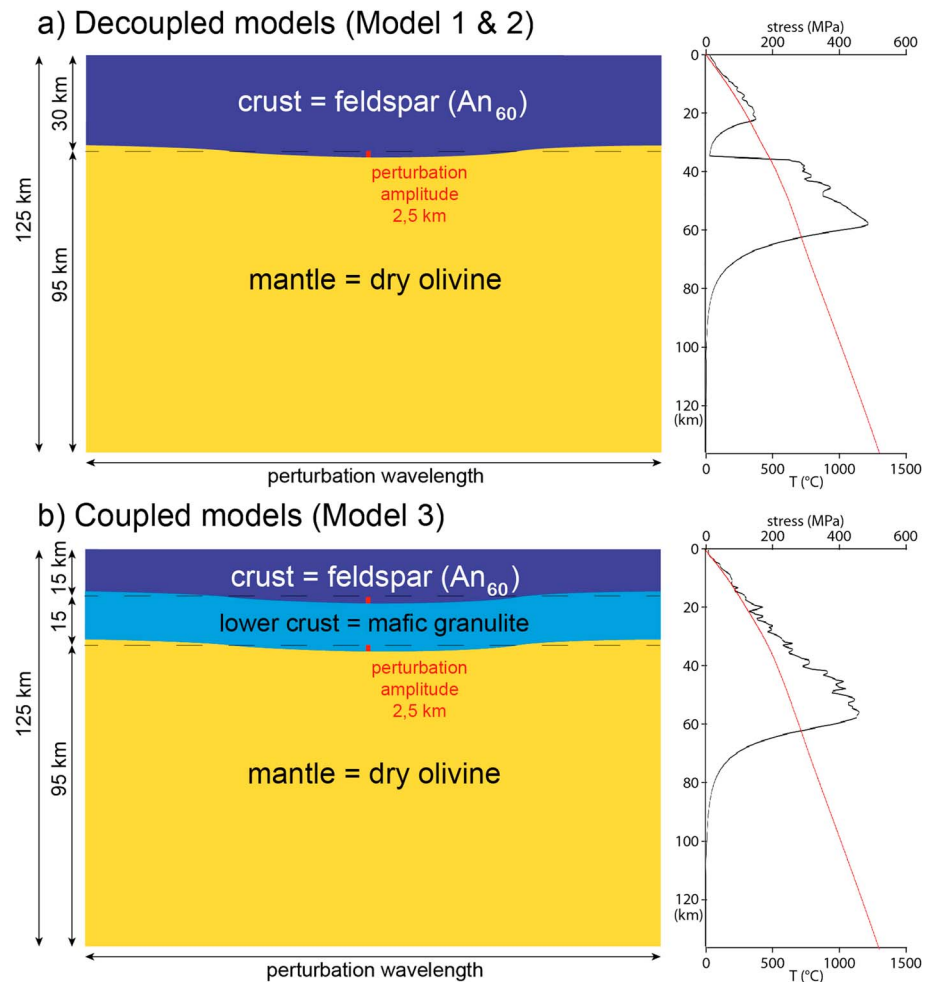 a) Decoupled models (Model 1 & 2)
125 km
30 km
95 km
crust = feldspar (An60)
perturbation
amplitude
2,5 km
mantle = dry olivine
perturbation wavelength
stress (MPa)
0 200 400 600
0
20
40
60
80
100
120
(km)
0 500 1000 1500
T (°C)
b) Coupled models (Model 3)
125 km
15 km
15
95 km
crust = feldspar (An60)
lower crust = mafic granulite
perturbation
amplitude
2,5 km
mantle = dry olivine
perturbation wavelength
stress (MPa)
0 200 400 600
0
20
40
60
80
100
120
(km)
0 500 1000 1500
T (°C)